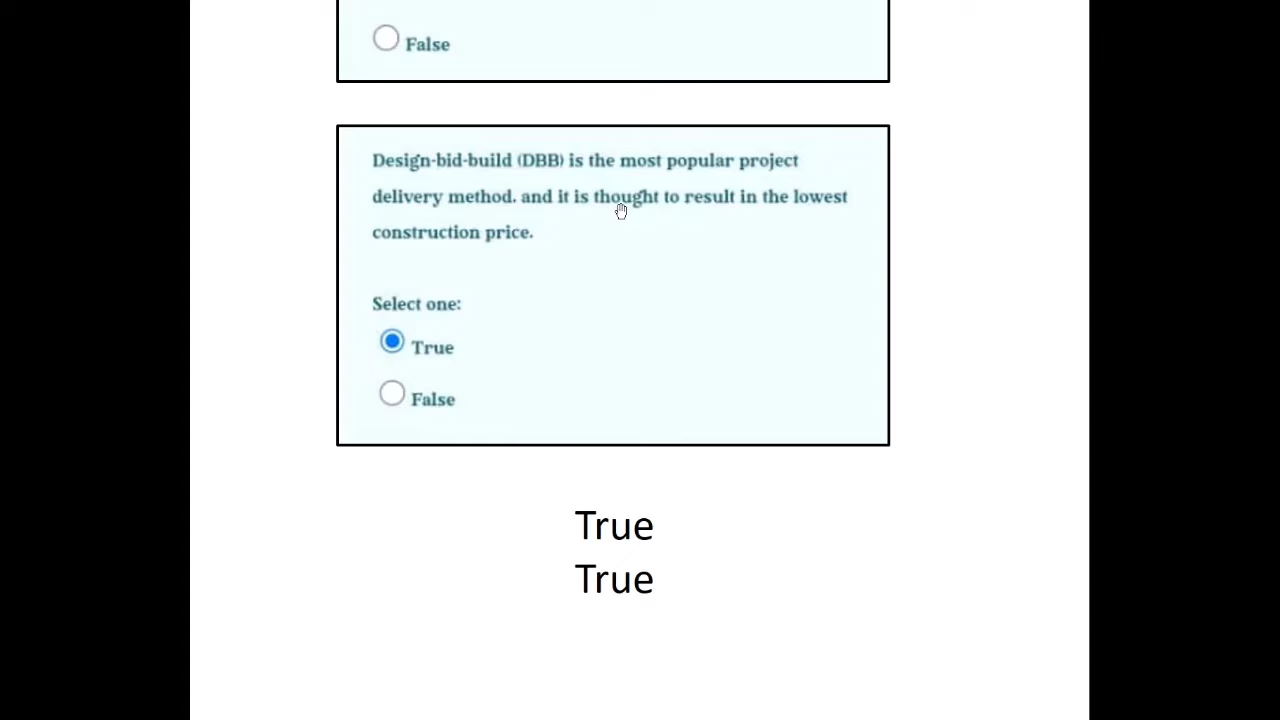 False
Design-bid-build (DBB) is the most popular project
delivery method. and it is thought to result in the lowest
construction price.
Select one:
True
False
True
True